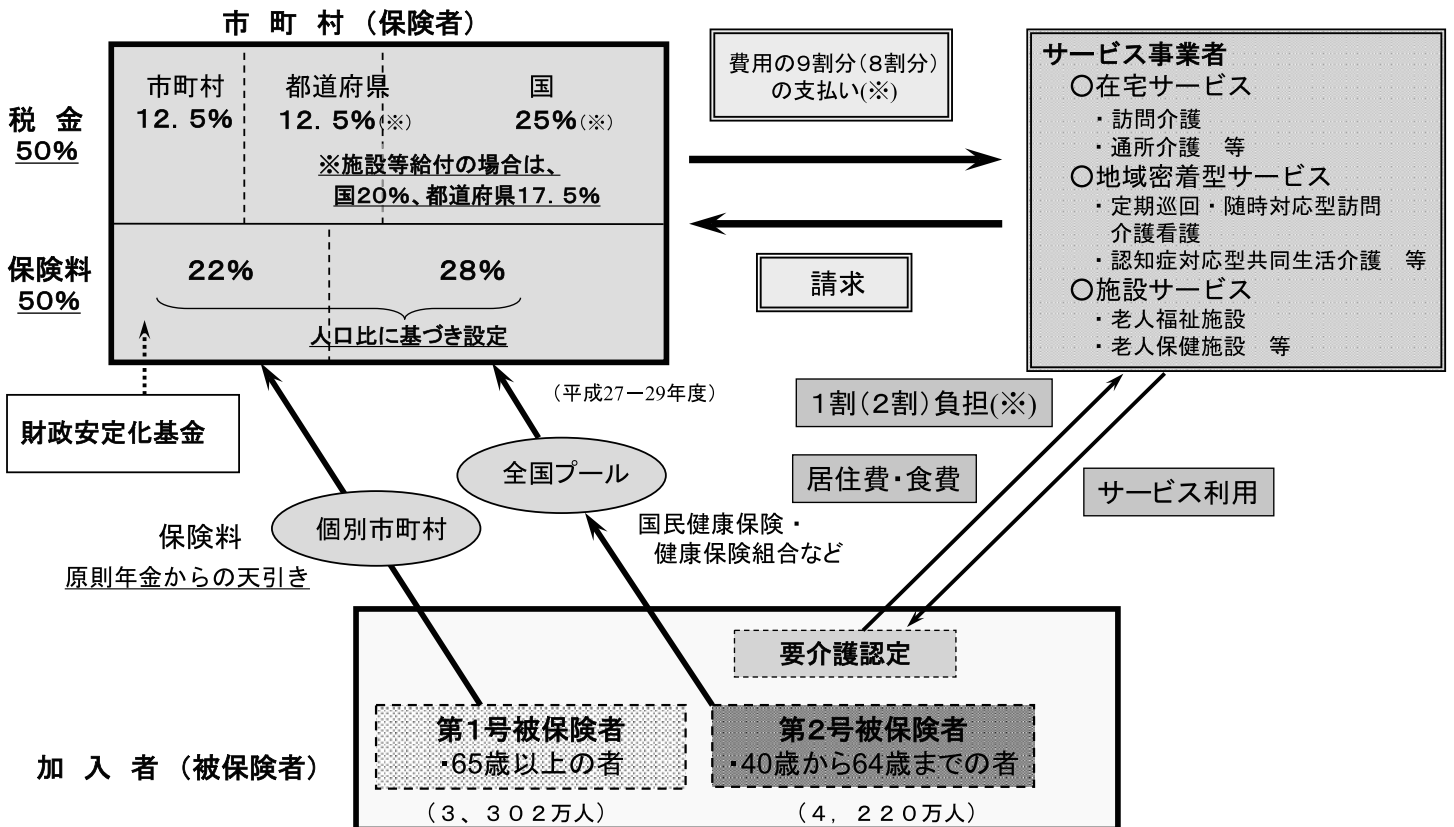 市 町 村 (保険者)
税 金
50%
市町村
12.5%
都道府県
12.5%(※)
国
25%(※)
※施設等給付の場合は、
国20%、都道府県17.5%
保険料
50%
22%
28%
人口比に基づき設定
費用の9割分(8割分)
の支払い(※)
請求
サービス事業者
○在宅サービス
・訪問介護
・通所介護 等
○地域密着型サービス
・定期巡回・随時対応型訪問
介護看護
・認知症対応型共同生活介護 等
○施設サービス
・老人福祉施設
・老人保健施設 等
財政安定化基金
(平成27-29年度)
1割(2割)負担(※)
居住費・食費
サービス利用
全国プール
個別市町村
保険料
原則年金からの天引き
国民健康保険・
健康保険組合など
要介護認定
加 入 者 (被保険者)
第1号被保険者
・65歳以上の者
第2号被保険者
・40歳から64歳までの者
(3、302万人)
(4, 220万人)